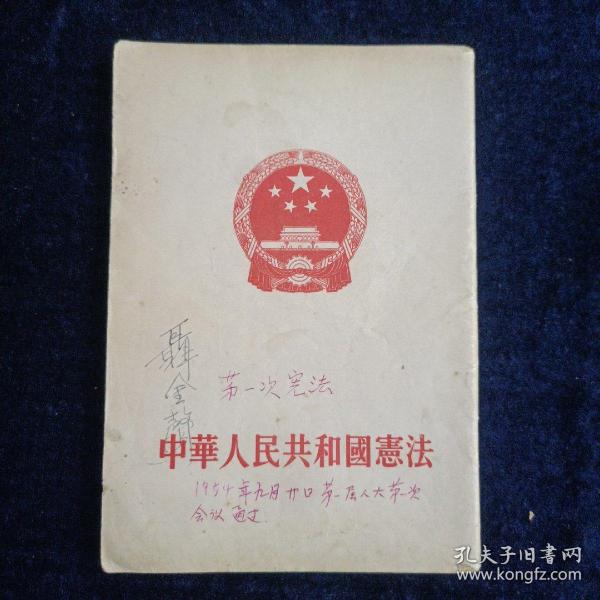 聶金聲
第一次宪法
中華人民共和國憲法
1954年九月廿日第一届人大第一次
会议通过
孔夫子旧书网
www.kongfz.com